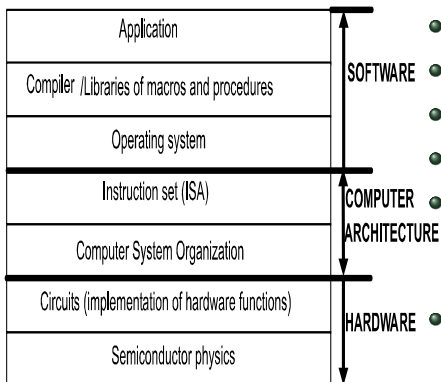 Application
Compiler /Libraries of macros and procedures
SOFTWARE
Operating system
Instruction set (ISA)
COMPUTER
ARCHITECTURE
Computer System Organization
Circuits (implementation of hardware functions)
HARDWARE
Semiconductor physics